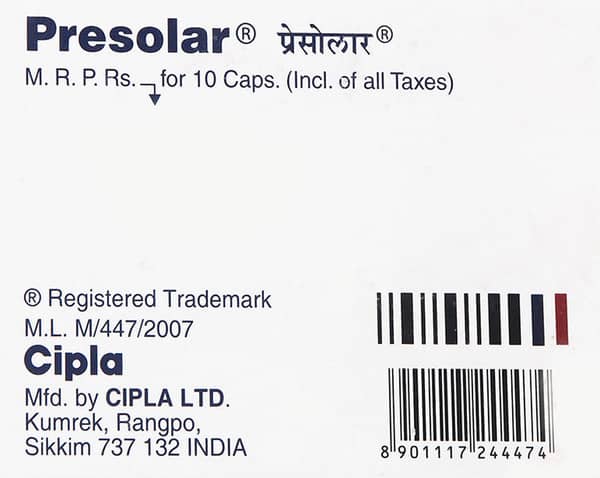 Presolar® प्रेसोलार®
M. R. P. Rs. for 10 Caps. (Incl. of all Taxes)
® Registered Trademark
M.L. M/447/2007
Cipla
Mfd. by CIPLA LTD.
Kumrek, Rangpo,
Sikkim 737 132 INDIA
8 901117 244474